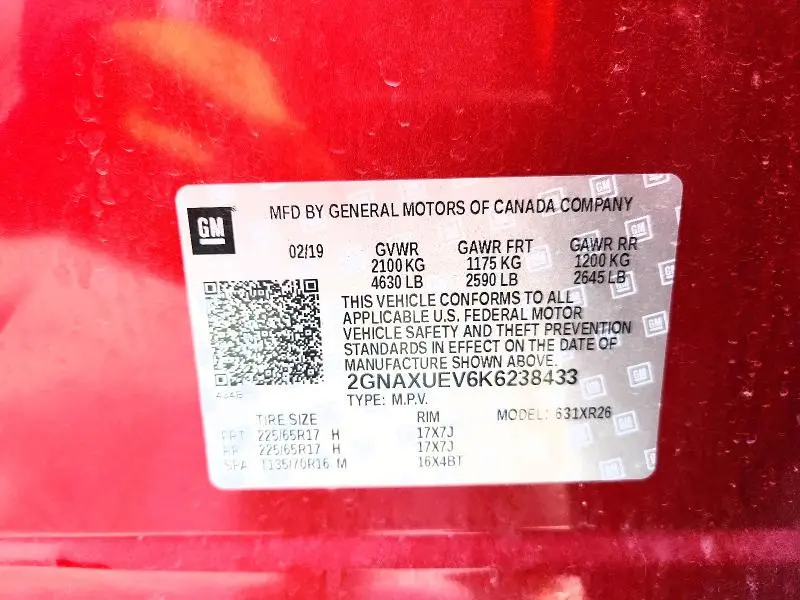 GM
MFD BY GENERAL MOTORS OF CANADA COMPANY
02/19 GVWR GAWR FRT GAWR RR
2100 KG 1175 KG 1200 KG
4630 LB 2590 LB 2645 LB
THIS VEHICLE CONFORMS TO ALL
APPLICABLE U.S. FEDERAL MOTOR
VEHICLE SAFETY AND THEFT PREVENTION
STANDARDS IN EFFECT ON THE DATE OF
MANUFACTURE SHOWN ABOVE.
2GNAXUEV6K6238433
TYPE: M.P.V.
TIRE SIZE RIM MODEL: 631XR26
FRT 225/65R17 H 17X7J
RR 225/65R17 H 17X7J
SPA T135/70R16 M 16X4BT